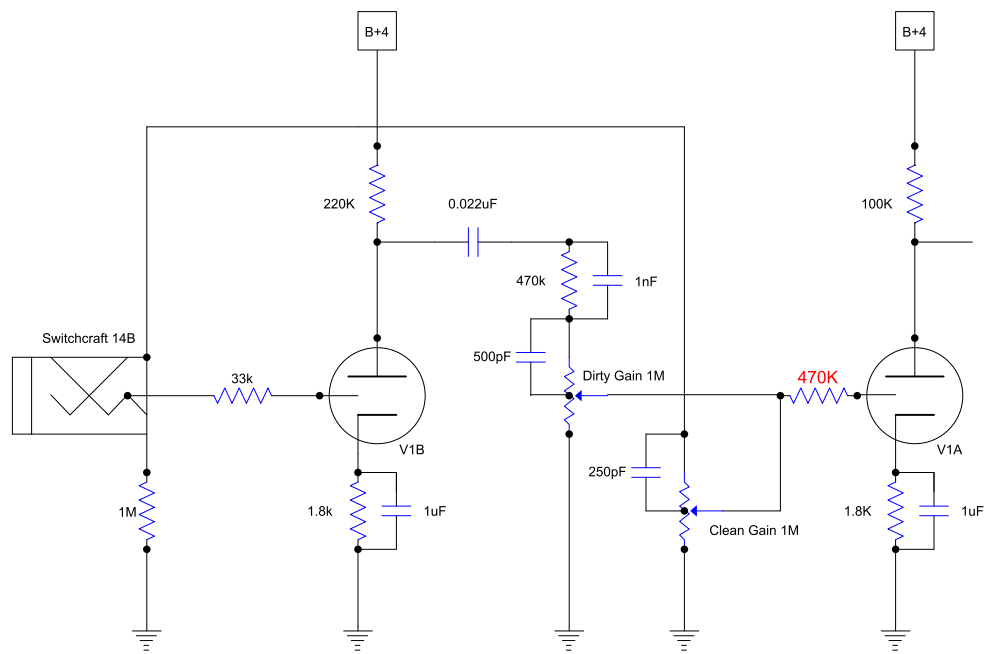 B+4
B+4
220K
0.022uF
100K
470k
1nF
Switchcraft 14B
500pF
Dirty Gain 1M
33k
470K
V1B
V1A
250pF
1M
1.8k
1uF
Clean Gain 1M
1.8K
1uF